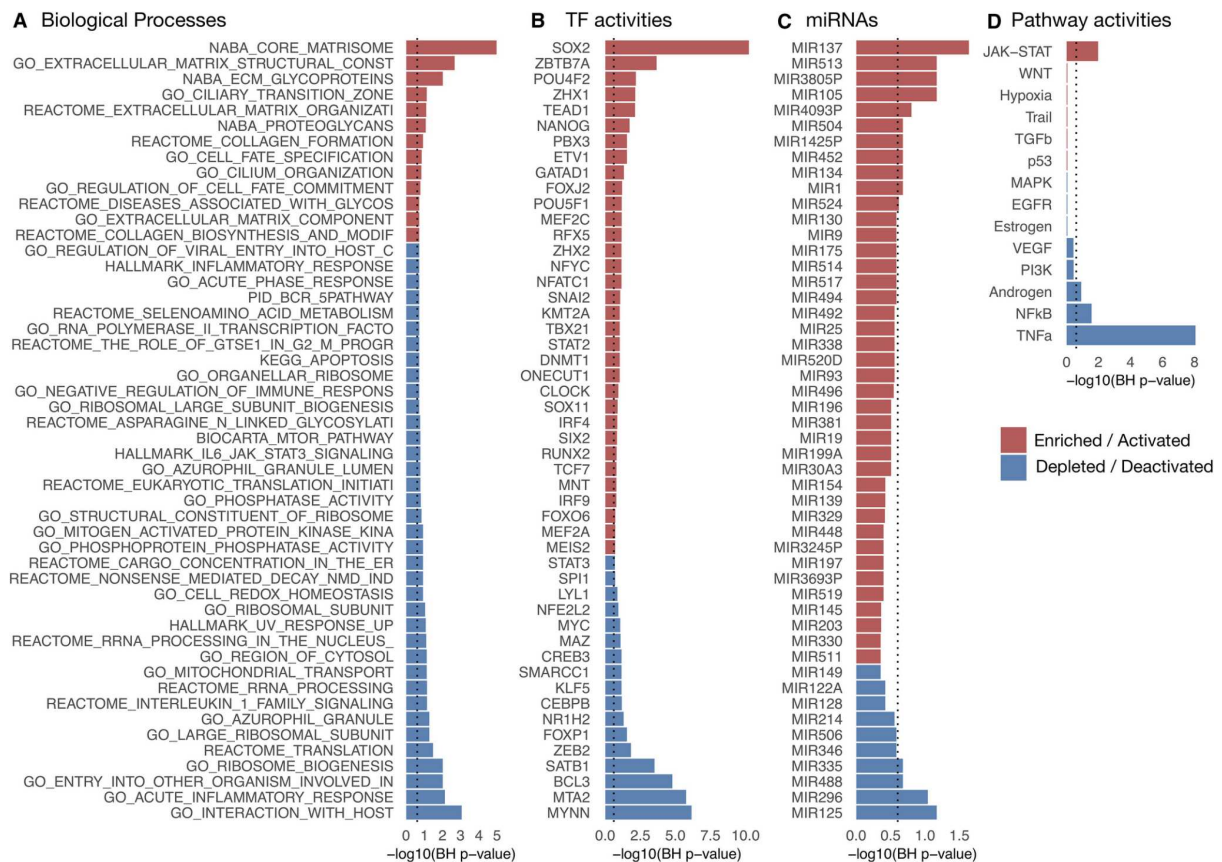 A Biological Processes
NABA_CORE_MATRISOME
GO_EXTRACELLULAR_MATRIX_STRUCTURAL_CONST
NABA_ECM_GLYCOPROTEINS
GO_CILIARY_TRANSITION_ZONE
REACTOME_EXTRACELLULAR_MATRIX_ORGANIZATI
NABA_PROTEOGLYCANS
REACTOME_COLLAGEN_FORMATION
GO_CELL_FATE_SPECIFICATION
GO_CILIUM_ORGANIZATION
GO_REGULATION_OF_CELL_FATE_COMMITMENT
REACTOME_DISEASES_ASSOCIATED_WITH_GLYCOS
GO_EXTRACELLULAR_MATRIX_COMPONENT
REACTOME_COLLAGEN_BIOSYNTHESIS_AND_MODIF
GO_REGULATION_OF_VIRAL_ENTRY_INTO_HOST_C
HALLMARK_INFLAMMATORY_RESPONSE
GO_ACUTE_PHASE_RESPONSE
PID_BCR_5PATHWAY
REACTOME_SELENOAMINO_ACID_METABOLISM
GO_RNA_POLYMERASE_II_TRANSCRIPTION_FACTO
REACTOME_THE_ROLE_OF_GTSE1_IN_G2_M_PROGR
KEGG_APOPTOSIS
GO_ORGANELLAR_RIBOSOME
GO_NEGATIVE_REGULATION_OF_IMMUNE_RESPONS
GO_RIBOSOMAL_LARGE_SUBUNIT_BIOGENESIS
REACTOME_ASPARAGINE_N_LINKED_GLYCOSYLATI
BIOCARTA_MTOR_PATHWAY
HALLMARK_IL6_JAK_STAT3_SIGNALING
GO_AZUROPHIL_GRANULE_LUMEN
REACTOME_EUKARYOTIC_TRANSLATION_INITIATI
GO_PHOSPHATASE_ACTIVITY
GO_STRUCTURAL_CONSTITUENT_OF_RIBOSOME
GO_MITOGEN_ACTIVATED_PROTEIN_KINASE_KINA
GO_PHOSPHOPROTEIN_PHOSPHATASE_ACTIVITY
REACTOME_CARGO_CONCENTRATION_IN_THE_ER
REACTOME_NONSENSE_MEDIATED_DECAY_NMD_IND
GO_CELL_REDOX_HOMEOSTASIS
GO_RIBOSOMAL_SUBUNIT
HALLMARK_UV_RESPONSE_UP
REACTOME_RRNA_PROCESSING_IN_THE_NUCLEUS_
GO_REGION_OF_CYTOSOL
GO_MITOCHONDRIAL_TRANSPORT
REACTOME_RRNA_PROCESSING
REACTOME_INTERLEUKIN_1_FAMILY_SIGNALING
GO_AZUROPHIL_GRANULE
GO_LARGE_RIBOSOMAL_SUBUNIT
REACTOME_TRANSLATION
GO_RIBOSOME_BIOGENESIS
GO_ENTRY_INTO_OTHER_ORGANISM_INVOLVED_IN
GO_ACUTE_INFLAMMATORY_RESPONSE
GO_INTERACTION_WITH_HOST
0 1 2 3 4 5
−log10(BH p−value)
B TF activities
SOX2
ZBTB7A
POU4F2
ZHX1
TEAD1
NANOG
PBX3
ETV1
GATAD1
FOXJ2
POU5F1
MEF2C
RFX5
ZHX2
NFYC
NFATC1
SNAI2
KMT2A
TBX21
STAT2
DNMT1
ONECUT1
CLOCK
SOX11
IRF4
SIX2
RUNX2
TCF7
MNT
IRF9
FOXO6
MEF2A
MEIS2
STAT3
SPI1
LYL1
NFE2L2
MYC
MAZ
CREB3
SMARCC1
KLF5
CEBPB
NR1H2
FOXP1
ZEB2
SATB1
BCL3
MTA2
MYNN
0.0 2.5 5.0 7.5 10.0
−log10(BH p−value)
C miRNAs
MIR137
MIR513
MIR3805P
MIR105
MIR4093P
MIR504
MIR1425P
MIR452
MIR134
MIR1
MIR524
MIR130
MIR9
MIR175
MIR514
MIR517
MIR494
MIR492
MIR25
MIR338
MIR520D
MIR93
MIR496
MIR196
MIR381
MIR19
MIR199A
MIR30A3
MIR154
MIR139
MIR329
MIR448
MIR3245P
MIR197
MIR3693P
MIR519
MIR145
MIR203
MIR330
MIR511
MIR149
MIR122A
MIR128
MIR214
MIR506
MIR346
MIR335
MIR488
MIR296
MIR125
0.0 0.5 1.0 1.5
−log10(BH p−value)
D Pathway activities
JAK−STAT
WNT
Hypoxia
Trail
TGFb
p53
MAPK
EGFR
Estrogen
VEGF
PI3K
Androgen
NFkB
TNFa
0 2 4 6 8
−log10(BH p−value)
Enriched / Activated
Depleted / Deactivated